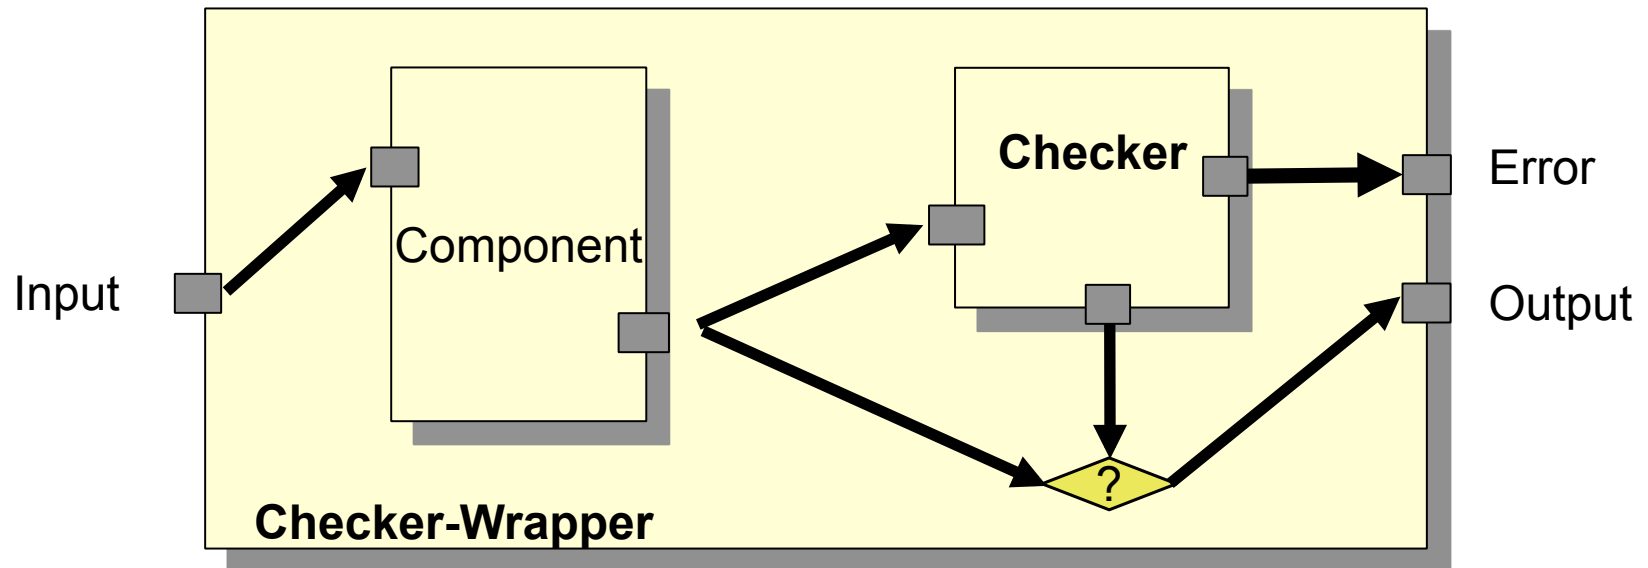 Checker
Error
Component
Input
Output
?
Checker-Wrapper